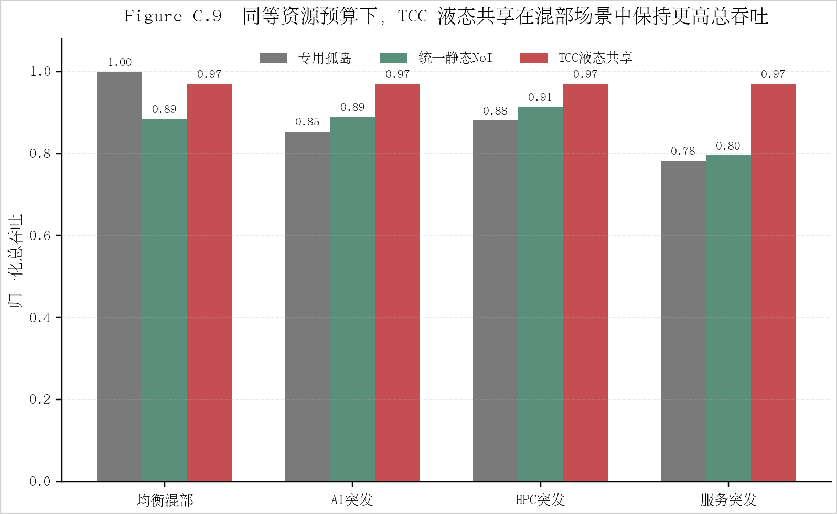 Figure C.9 同等资源预算下, TCC 液态共享在混部场景中保持更高总吞吐
专用孤岛 统一静态NoI TCC液态共享
归一化总吞吐
1.0
0.8
0.6
0.4
0.2
0.0
1.00 0.89 0.97
0.85 0.89 0.97
0.88 0.91 0.97
0.78 0.80 0.97
均衡混部 AI突发 HPC突发 服务突发